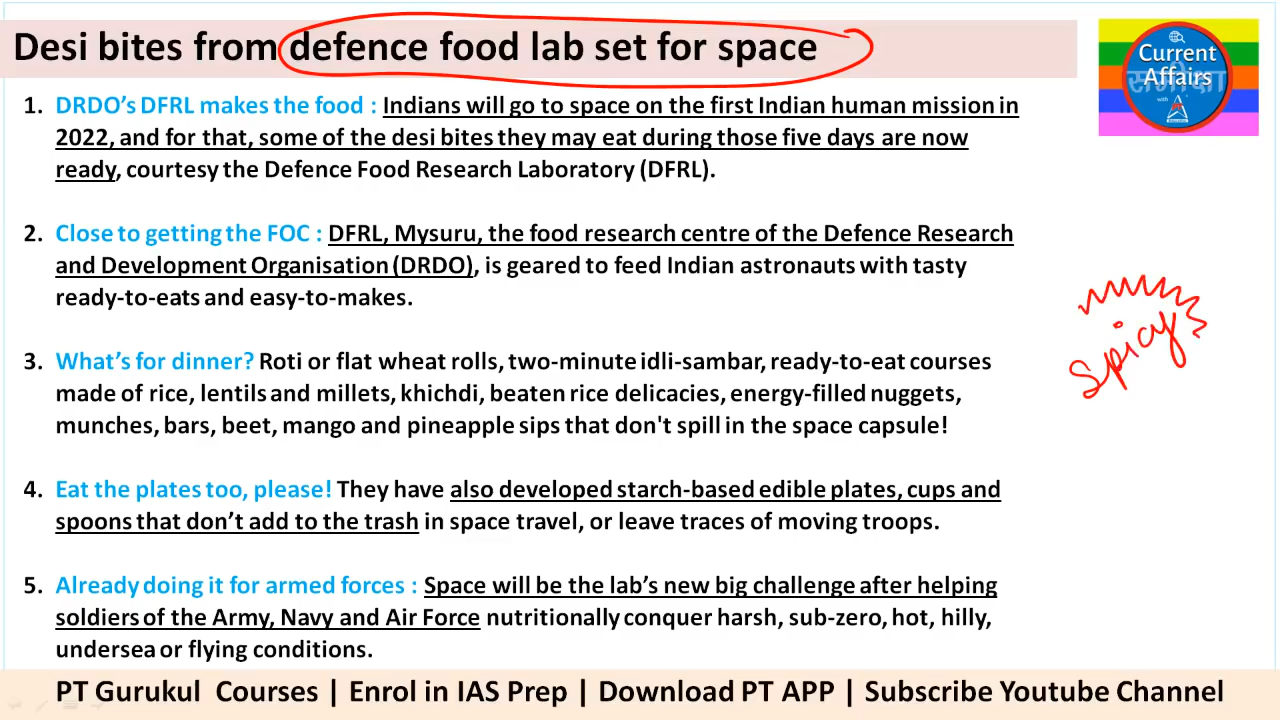 Desi bites from defence food lab set for space
Current
Affairs
समीक्षा
with
1. DRDO's DFRL makes the food : Indians will go to space on the first Indian human mission in
2022, and for that, some of the desi bites they may eat during those five days are now
ready, courtesy the Defence Food Research Laboratory (DFRL).
2. Close to getting the FOC : DFRL, Mysuru, the food research centre of the Defence Research
and Development Organisation (DRDO), is geared to feed Indian astronauts with tasty
ready-to-eats and easy-to-makes.
Spicy
3. What's for dinner? Roti or flat wheat rolls, two-minute idli-sambar, ready-to-eat courses
made of rice, lentils and millets, khichdi, beaten rice delicacies, energy-filled nuggets,
munches, bars, beet, mango and pineapple sips that don't spill in the space capsule!
4. Eat the plates too, please! They have also developed starch-based edible plates, cups and
spoons that don't add to the trash in space travel, or leave traces of moving troops.
5. Already doing it for armed forces : Space will be the lab's new big challenge after helping
soldiers of the Army, Navy and Air Force nutritionally conquer harsh, sub-zero, hot, hilly,
undersea or flying conditions.
PT Gurukul Courses | Enrol in IAS Prep | Download PT APP | Subscribe Youtube Channel